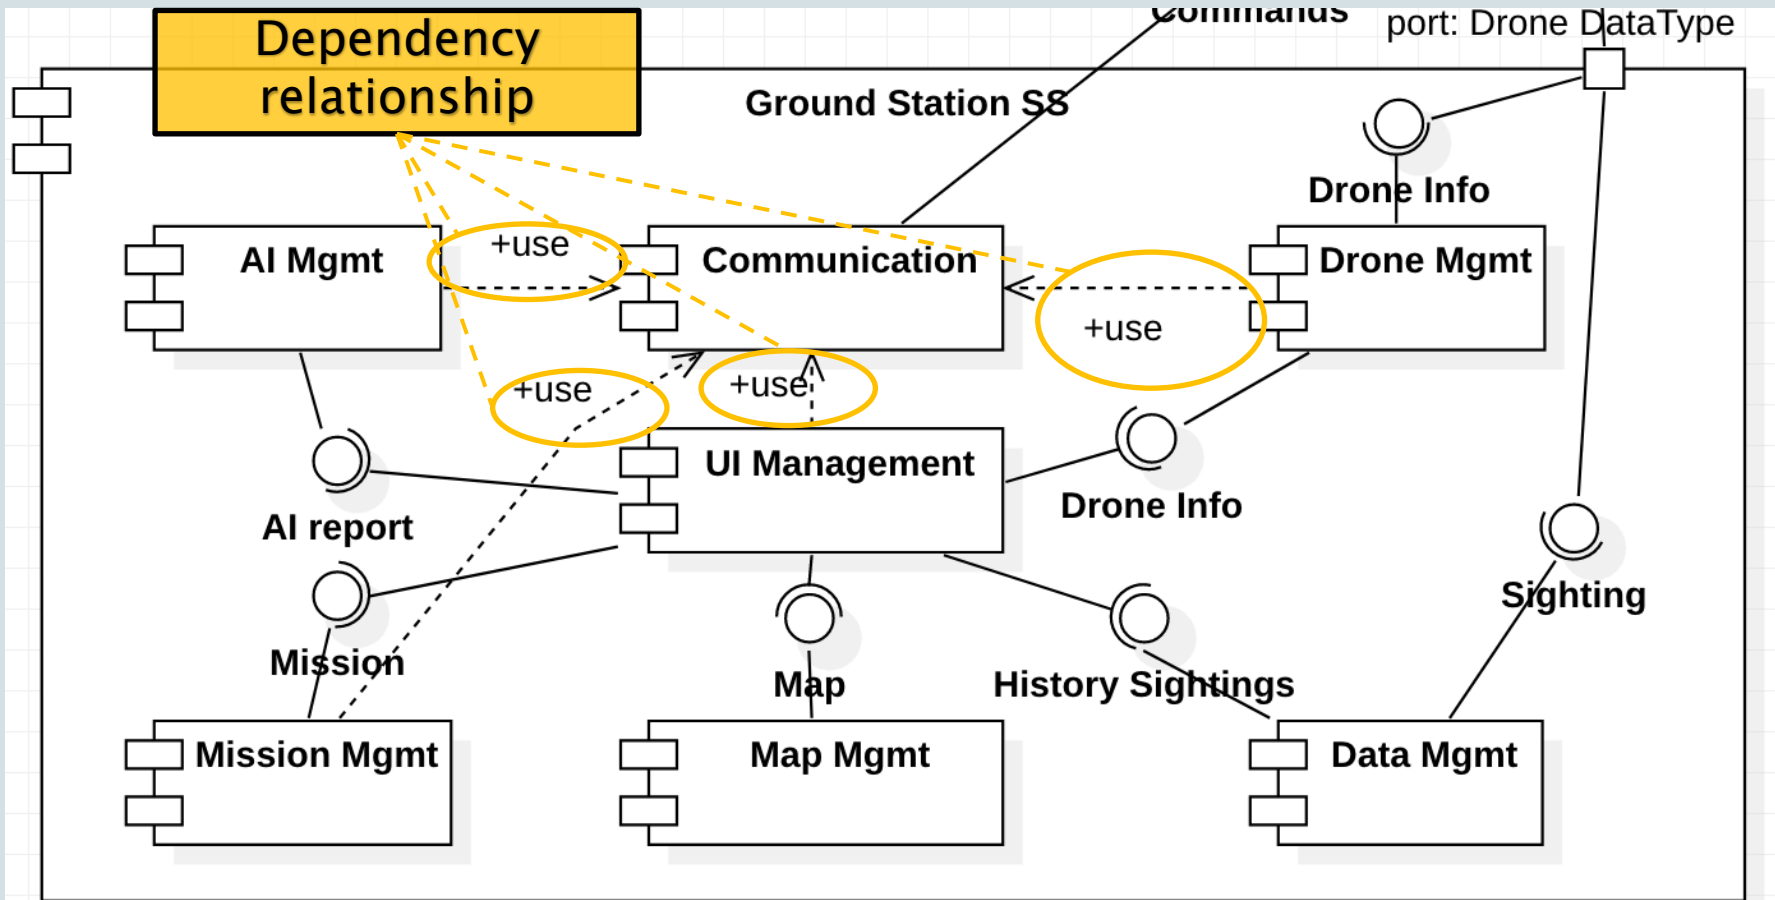 Dependency
relationship
Commands
port: Drone DataType
Ground Station SS
Drone Info
+use
AI Mgmt
Communication
Drone Mgmt
+use
+use
+use
UI Management
Drone Info
AI report
Sighting
Mission
Map
History Sightings
Mission Mgmt
Map Mgmt
Data Mgmt